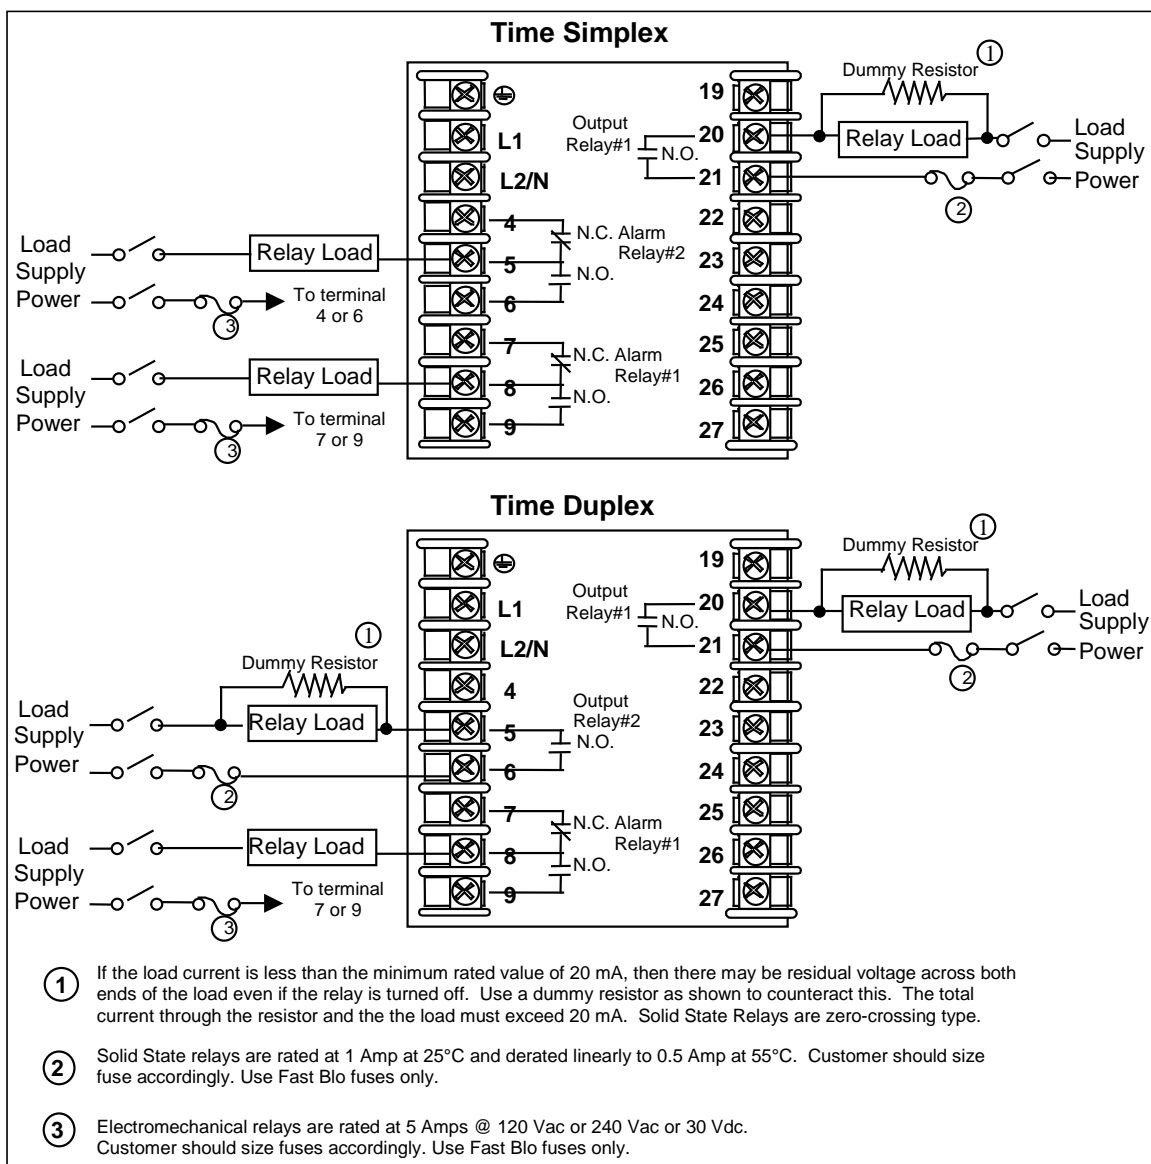 Time Simplex
1
Dummy Resistor
19
L1
Output
Relay#1
N.O.
20
Relay Load
Load
Supply
Power
L2/N
21
2
4
N.C. Alarm
Relay#2
22
Load
Supply
Power
Relay Load
5
N.O.
23
3
To terminal
4 or 6
6
24
7
N.C. Alarm
Relay#1
25
Load
Supply
Power
Relay Load
8
N.O.
26
3
To terminal
7 or 9
9
27
Time Duplex
1
Dummy Resistor
19
L1
Output
Relay#1
N.O.
20
Relay Load
Load
Supply
Power
L2/N
21
2
1
Dummy Resistor
4
22
Load
Supply
Power
Relay Load
5
Output
Relay#2
N.O.
23
2
6
24
7
N.C. Alarm
Relay#1
25
Load
Supply
Power
Relay Load
8
N.O.
26
3
To terminal
7 or 9
9
27
1 If the load current is less than the minimum rated value of 20 mA, then there may be residual voltage across both
ends of the load even if the relay is turned off. Use a dummy resistor as shown to counteract this. The total
current through the resistor and the the load must exceed 20 mA. Solid State Relays are zero-crossing type.
2 Solid State relays are rated at 1 Amp at 25°C and derated linearly to 0.5 Amp at 55°C. Customer should size
fuse accordingly. Use Fast Blo fuses only.
3 Electromechanical relays are rated at 5 Amps @ 120 Vac or 240 Vac or 30 Vdc.
Customer should size fuses accordingly. Use Fast Blo fuses only.